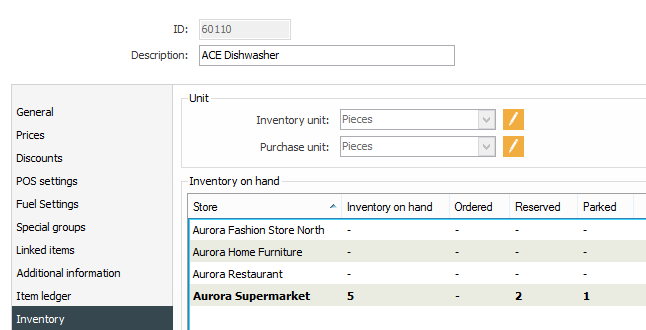 ID: 60110
Description: ACE Dishwasher
General
Prices
Discounts
POS settings
Fuel Settings
Special groups
Linked items
Additional information
Item ledger
Inventory
Unit
Inventory unit: Pieces
Purchase unit: Pieces
Inventory on hand
Store Inventory on hand Ordered Reserved Parked
Aurora Fashion Store North - - - -
Aurora Home Furniture - - - -
Aurora Restaurant - - - -
Aurora Supermarket 5 - 2 1